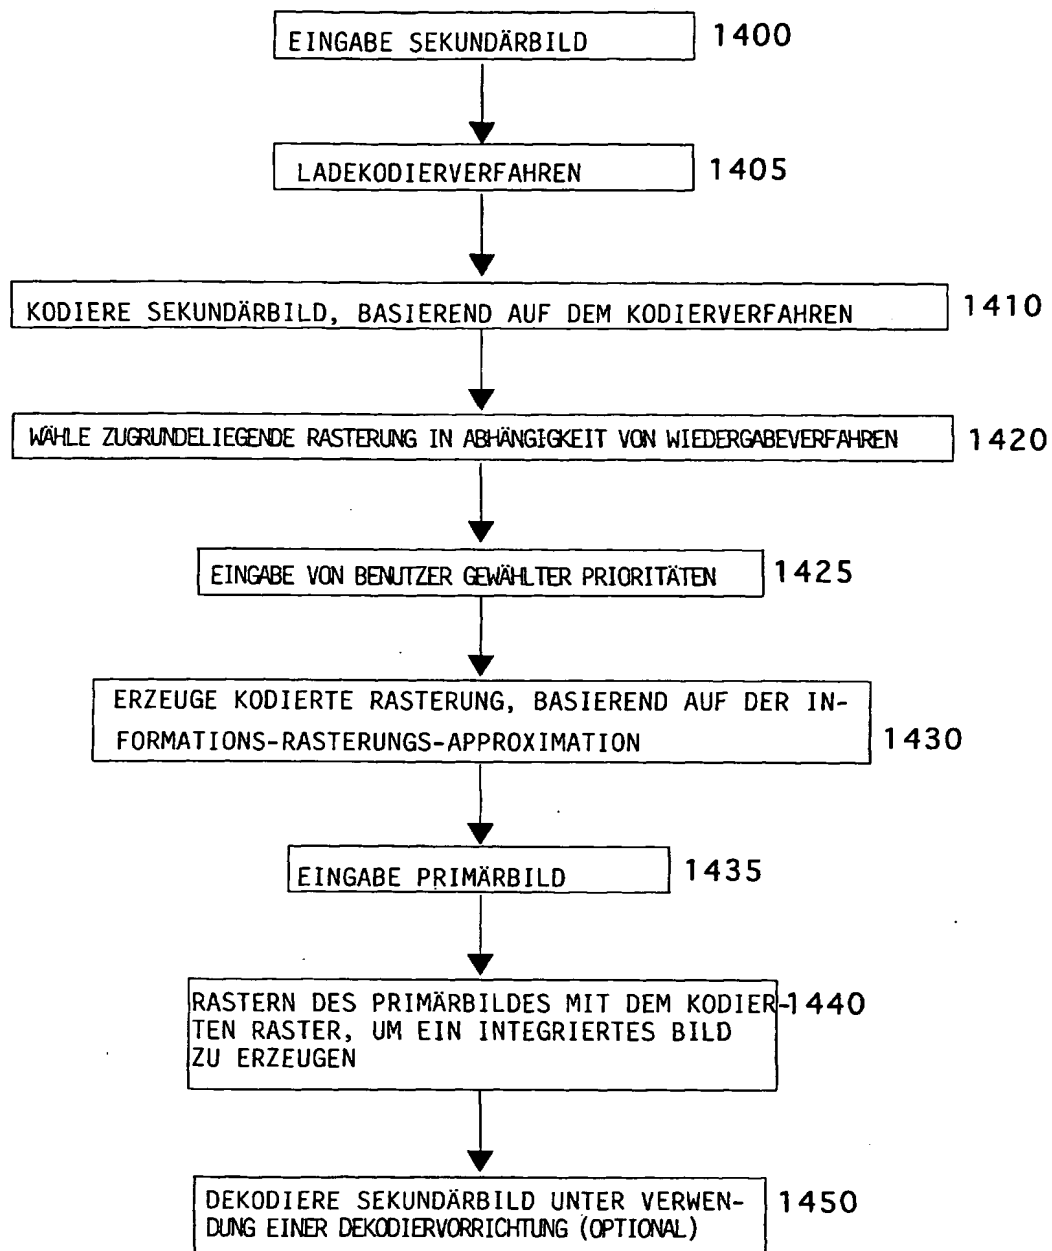 EINGABE SEKUNDÄRBILD 1400
LADEKODIERVERFAHREN 1405
KODIERE SEKUNDÄRBILD, BASIEREND AUF DEM KODIERVERFAHREN 1410
WÄHLE ZUGRUNDELIEGENDE RASTERUNG IN ABHÄNGIGKEIT VON WIEDERGABEVERFAHREN 1420
EINGABE VON BENUTZER GEWÄHLTER PRIORITÄTEN 1425
ERZEUGE KODIERTE RASTERUNG, BASIEREND AUF DER IN-
FORMATIONS-RASTERUNGS-APPROXIMATION 1430
EINGABE PRIMÄRBILD 1435
RASTERN DES PRIMÄRBILDES MIT DEM KODIER- 1440
TEN RASTER, UM EIN INTEGRIERTES BILD
ZU ERZEUGEN
DEKODIERE SEKUNDÄRBILD UNTER VERWEN- 1450
DUNG EINER DEKODIERVORRICHTUNG (OPTIONAL)